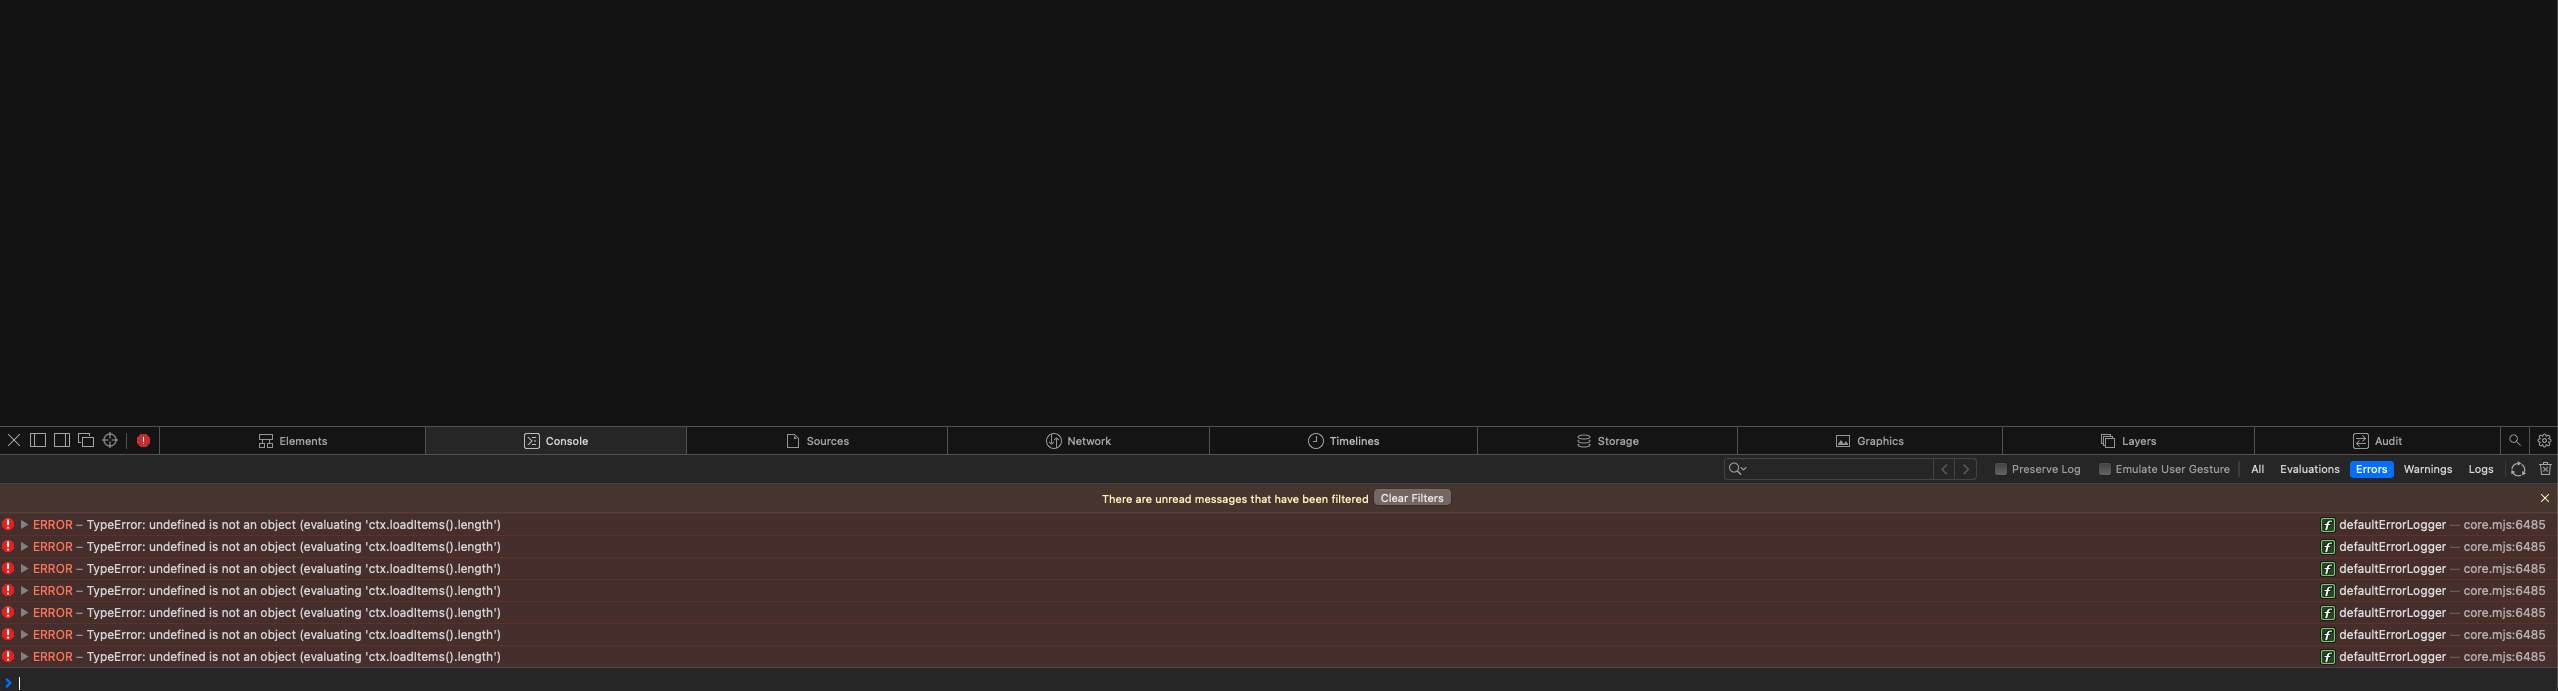 Elements Console Sources Network Timelines Storage Graphics Layers Audit
Preserve Log Emulate User Gesture All Evaluations Errors Warnings Logs
There are unread messages that have been filtered Clear Filters
ERROR – TypeError: undefined is not an object (evaluating 'ctx.loadItems().length') f defaultErrorLogger — core.mjs:6485
ERROR – TypeError: undefined is not an object (evaluating 'ctx.loadItems().length') f defaultErrorLogger — core.mjs:6485
ERROR – TypeError: undefined is not an object (evaluating 'ctx.loadItems().length') f defaultErrorLogger — core.mjs:6485
ERROR – TypeError: undefined is not an object (evaluating 'ctx.loadItems().length') f defaultErrorLogger — core.mjs:6485
ERROR – TypeError: undefined is not an object (evaluating 'ctx.loadItems().length') f defaultErrorLogger — core.mjs:6485
ERROR – TypeError: undefined is not an object (evaluating 'ctx.loadItems().length') f defaultErrorLogger — core.mjs:6485
ERROR – TypeError: undefined is not an object (evaluating 'ctx.loadItems().length') f defaultErrorLogger — core.mjs:6485